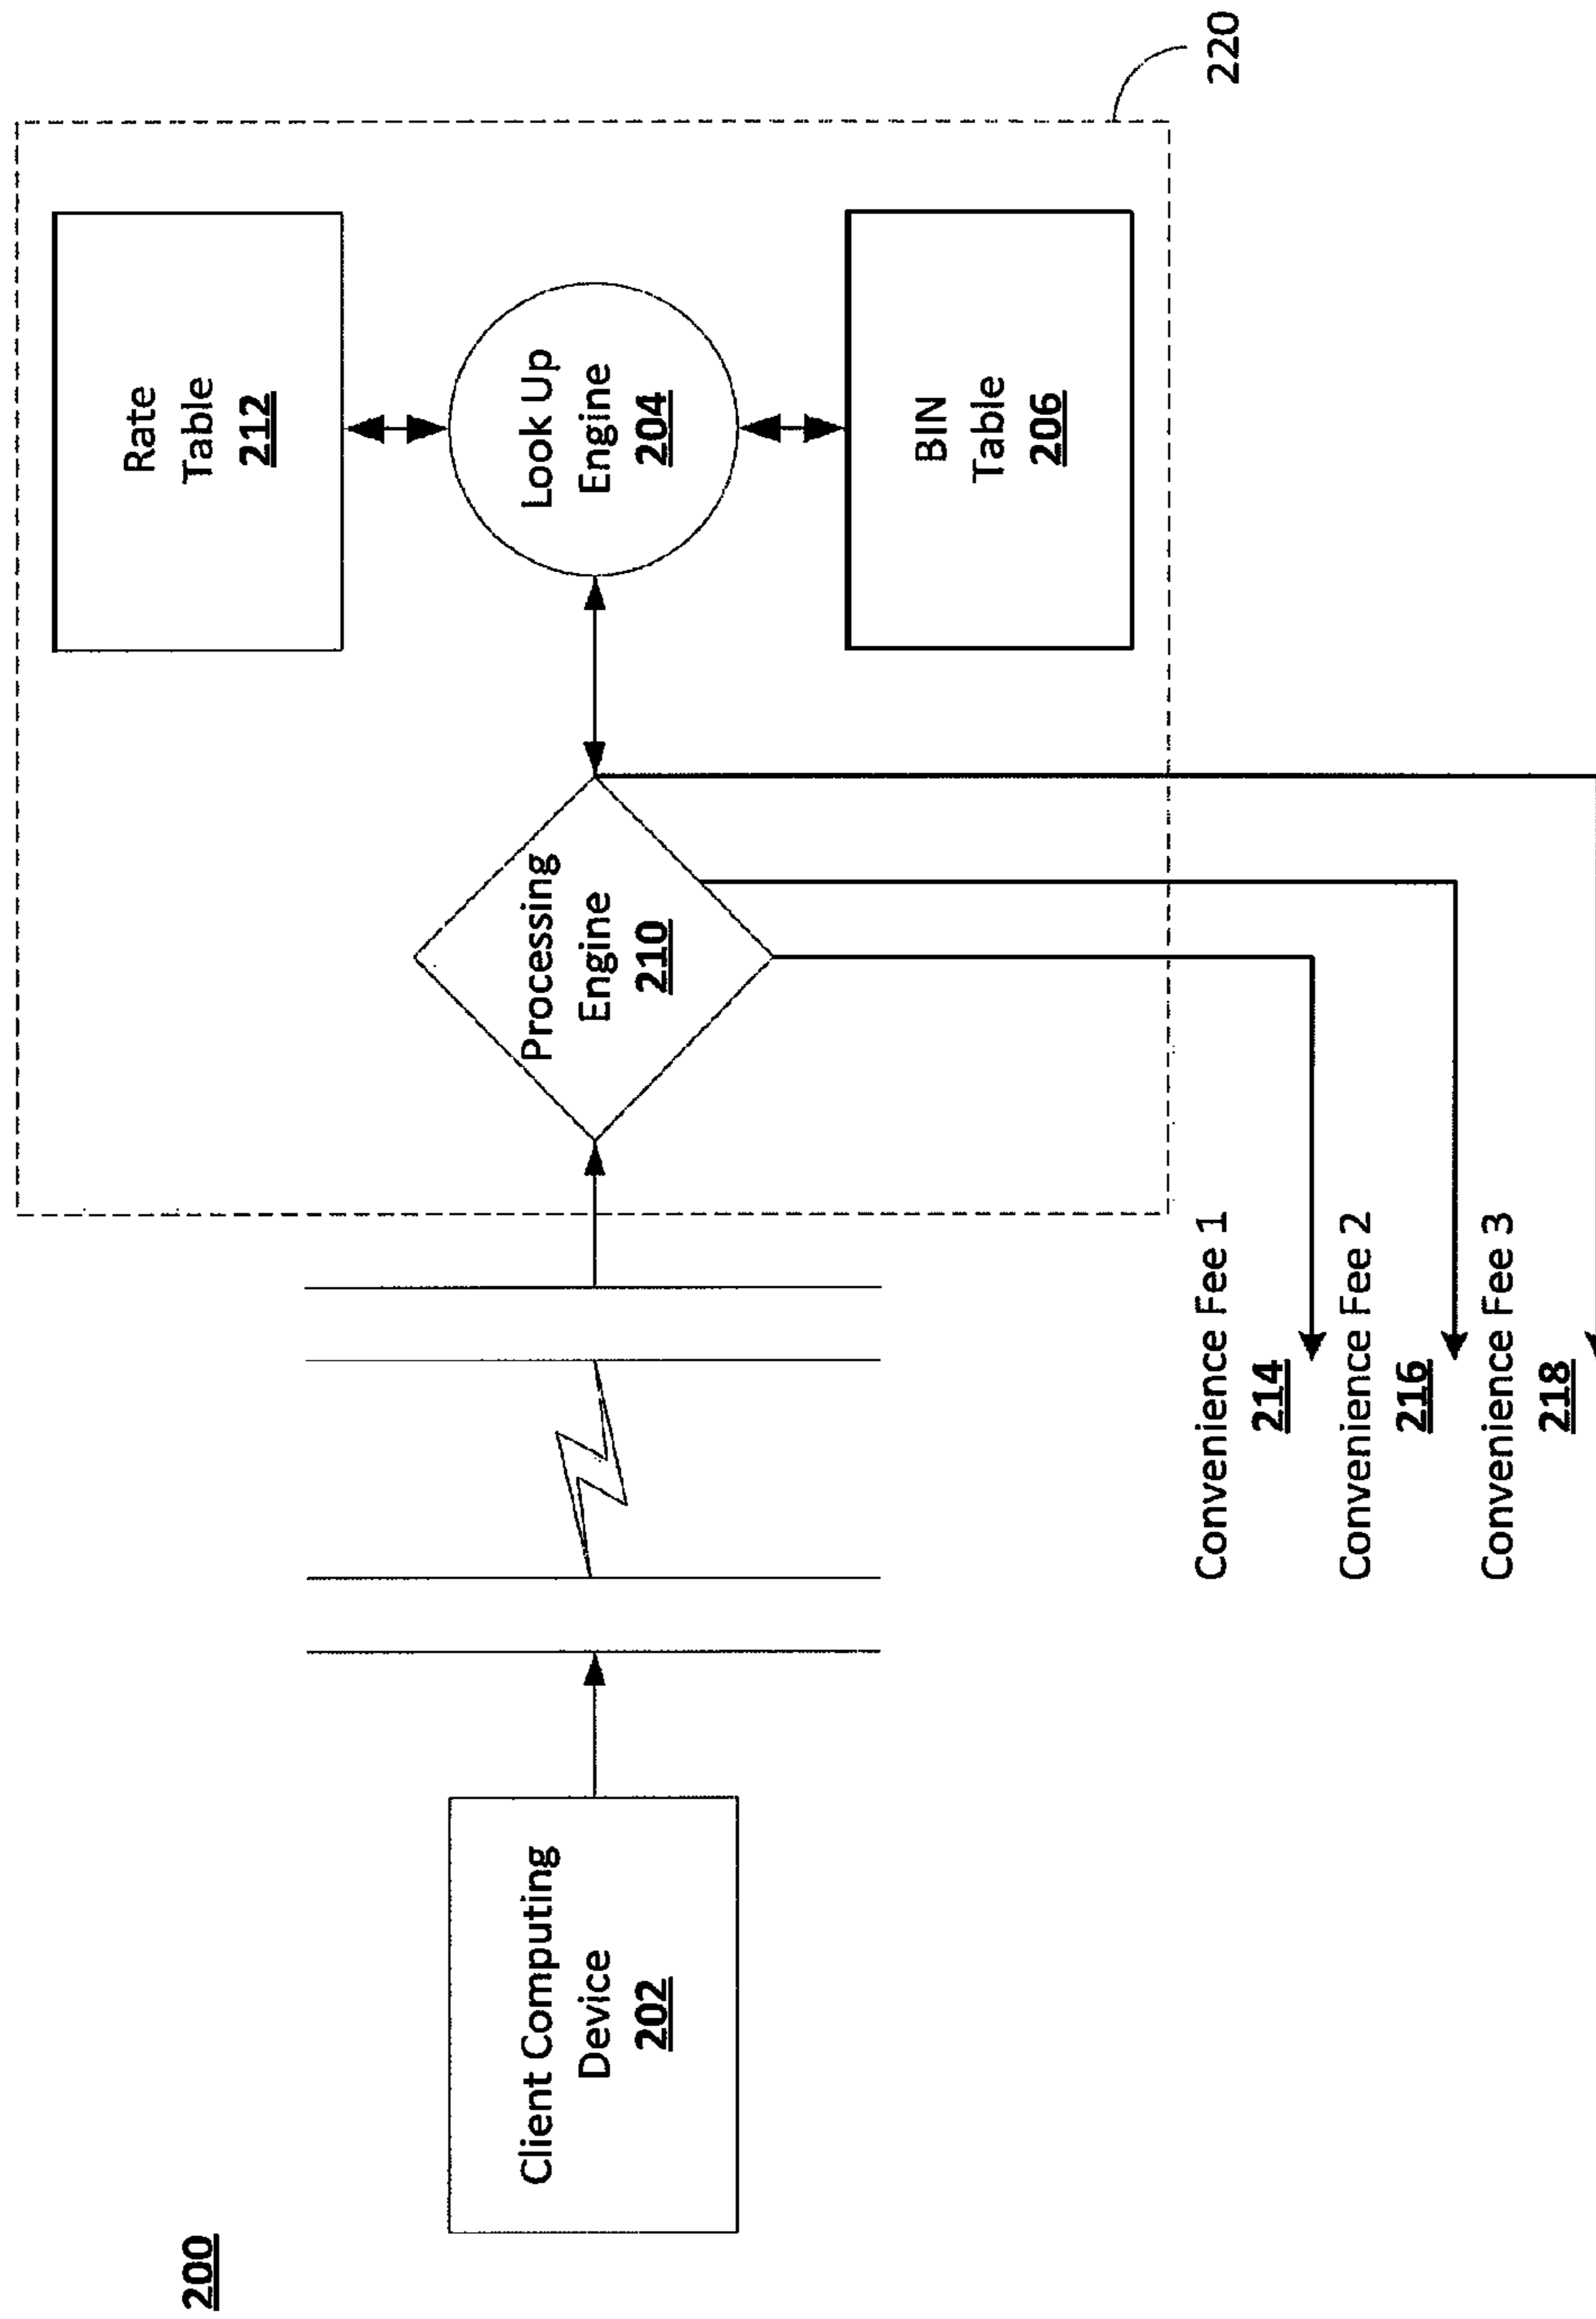 200
Client Computing
Device
202
Processing
Engine
210
Look Up
Engine
204
Rate
Table
212
BIN
Table
206
220
Convenience Fee 1
214
Convenience Fee 2
216
Convenience Fee 3
218